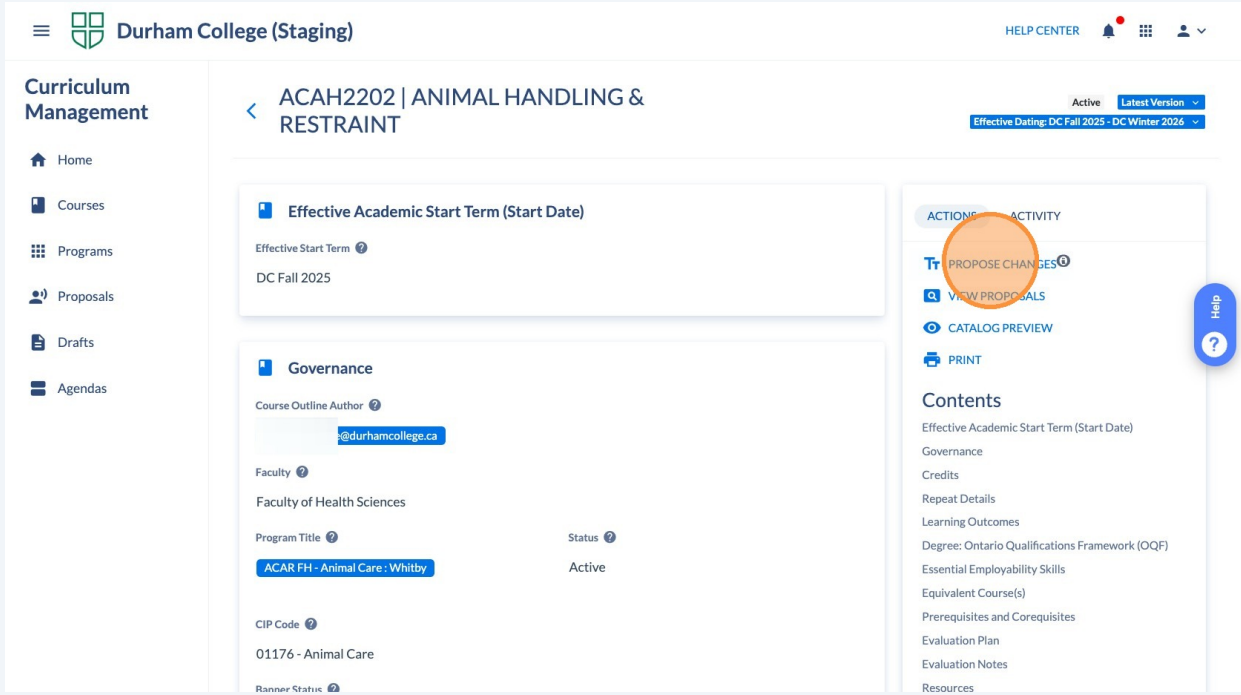 Durham College (Staging)
HELP CENTER
Curriculum
Management
Home
Courses
Programs
Proposals
Drafts
Agendas
ACAH2202 | ANIMAL HANDLING &
RESTRAINT
Active
Latest Version
Effective Dating: DC Fall 2025 - DC Winter 2026
Effective Academic Start Term (Start Date)
Effective Start Term
DC Fall 2025
Governance
Course Outline Author
@durhamcollege.ca
Faculty
Faculty of Health Sciences
Program Title
Status
ACAR FH - Animal Care : Whitby
Active
CIP Code
01176 - Animal Care
Banner Status
ACTIONS
ACTIVITY
PROPOSE CHANGES
VIEW PROPOSALS
CATALOG PREVIEW
PRINT
Contents
Effective Academic Start Term (Start Date)
Governance
Credits
Repeat Details
Learning Outcomes
Degree: Ontario Qualifications Framework (OQF)
Essential Employability Skills
Equivalent Course(s)
Prerequisites and Corequisites
Evaluation Plan
Evaluation Notes
Resources
Help